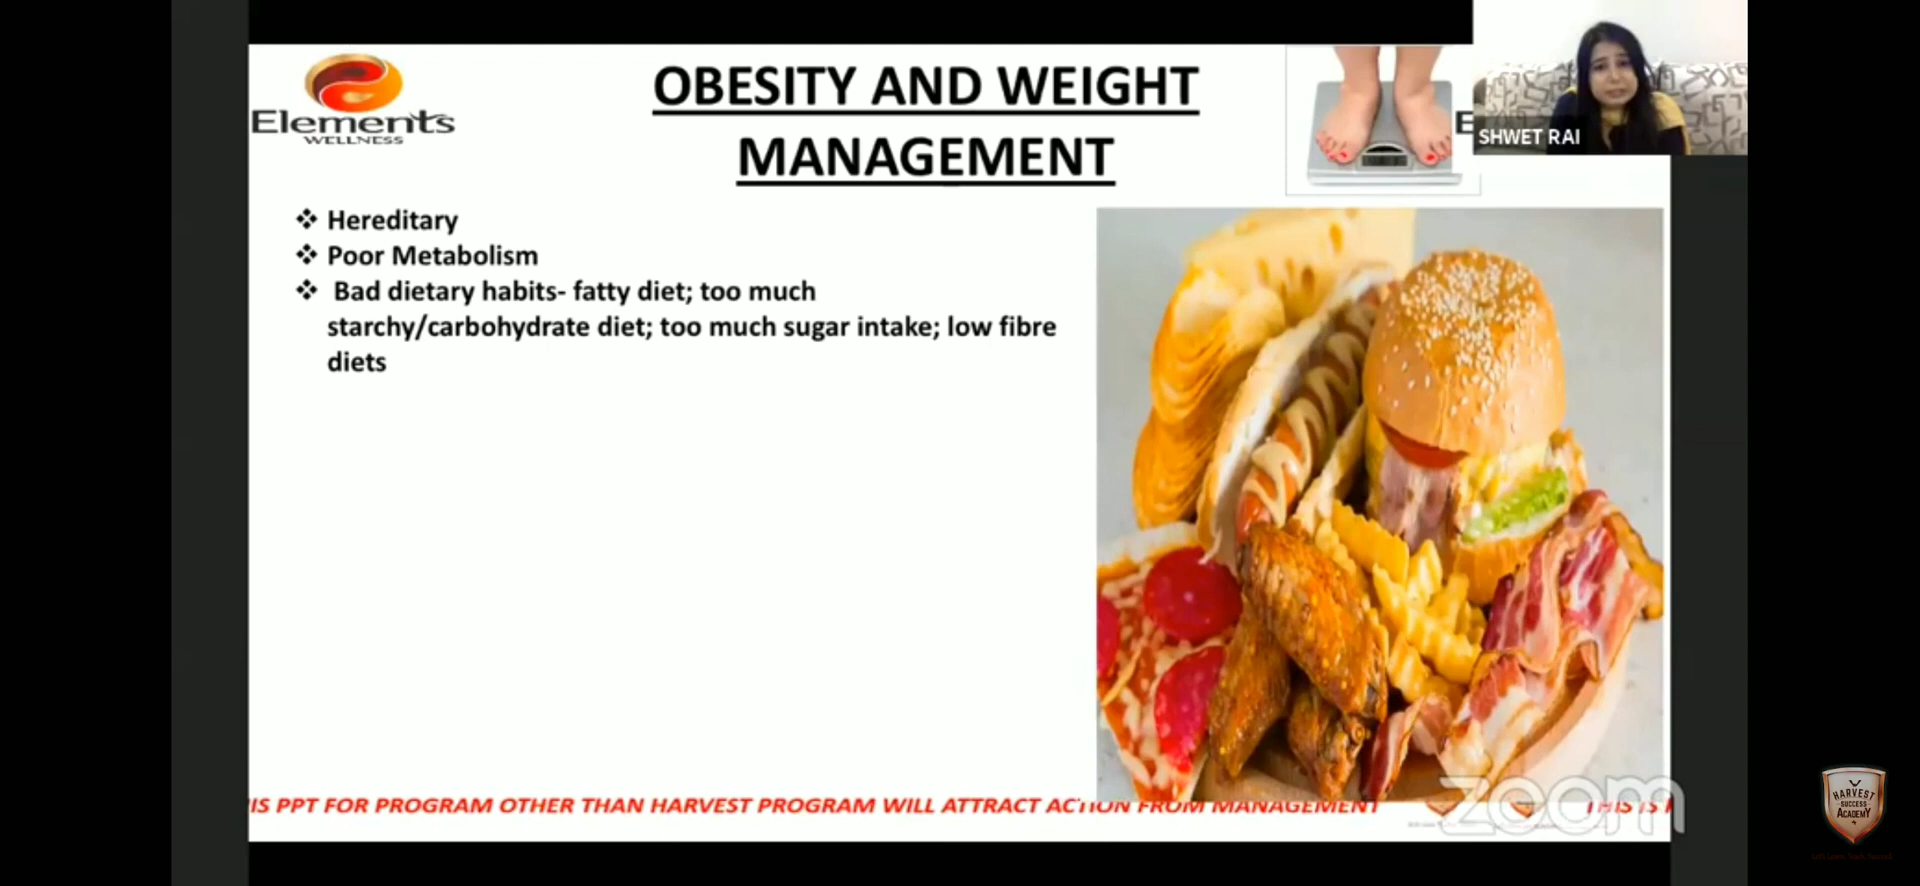 Elements
WELLNESS
OBESITY AND WEIGHT
MANAGEMENT
E
SHWET RAI
❖ Hereditary
❖ Poor Metabolism
❖ Bad dietary habits- fatty diet; too much
starchy/carbohydrate diet; too much sugar intake; low fibre
diets
IS PPT FOR PROGRAM OTHER THAN HARVEST PROGRAM WILL ATTRACT ACTION FROM MANAGEMENT
THIS IS
zoom
HARVEST
SUCCESS
ACADEMY